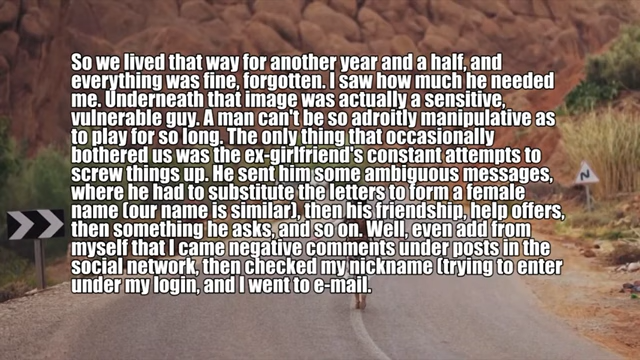 So we lived that way for another year and a half, and
everything was fine, forgotten. I saw how much he needed
me. Underneath that image was actually a sensitive,
vulnerable guy. A man can't be so adroitly manipulative as
to play for so long. The only thing that occasionally
bothered us was the ex-girlfriend's constant attempts to
screw things up. He sent him some ambiguous messages,
where he had to substitute the letters to form a female
name (our name is similar), then his friendship, help offers,
then something he asks, and so on. Well, even add from
myself that I came negative comments under posts in the
social network, then checked my nickname (trying to enter
under my login, and I went to e-mail.
N